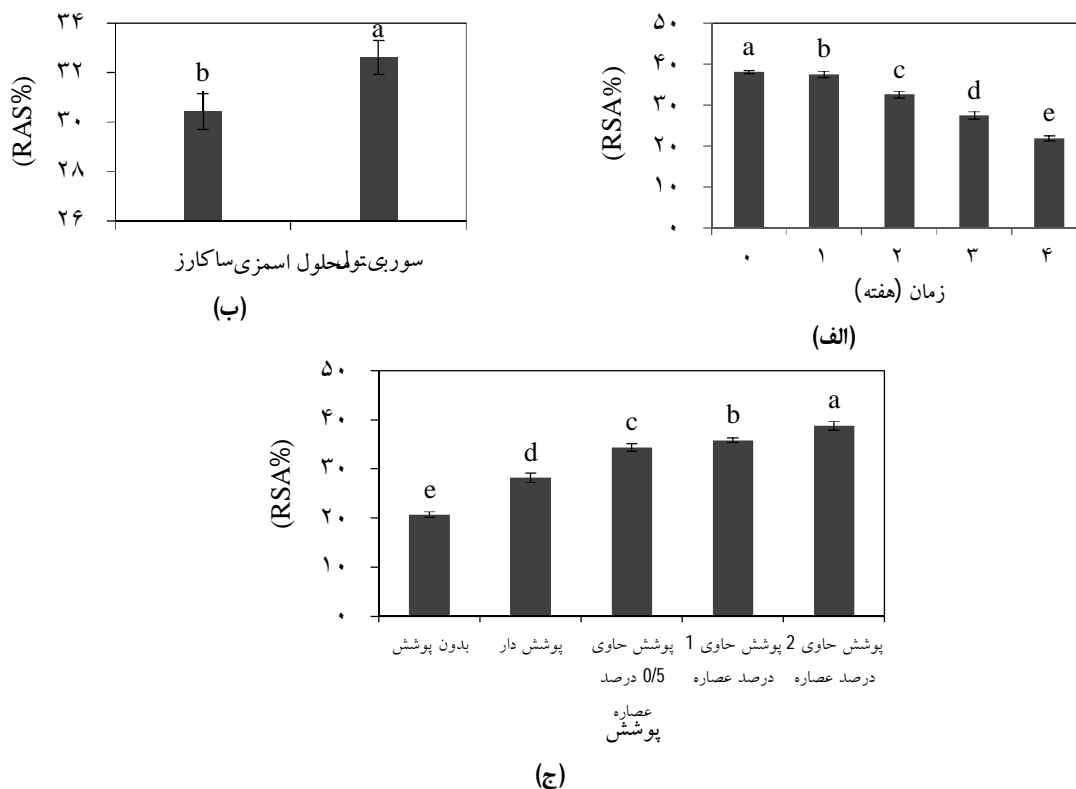 ۵۰
۴۰
۳۰
۲۰
۱۰
۰
(RSA%)
a
b
c
d
e
۰ ۱ ۲ ۳ ۴
زمان (هفته)
(الف)
۳۴
۳۲
۳۰
۲۸
۲۶
(RAS%)
b
a
ساکارز
محلول اسمزی
سوربی‌تول
(ب)
۵۰
۴۰
۳۰
۲۰
۱۰
۰
(RSA%)
e
d
c
b
a
بدون پوشش
پوشش دار
پوشش حاوی
0/5 درصد
عصاره
پوشش حاوی 1
درصد عصاره
پوشش حاوی 2
درصد عصاره
پوشش
(ج)